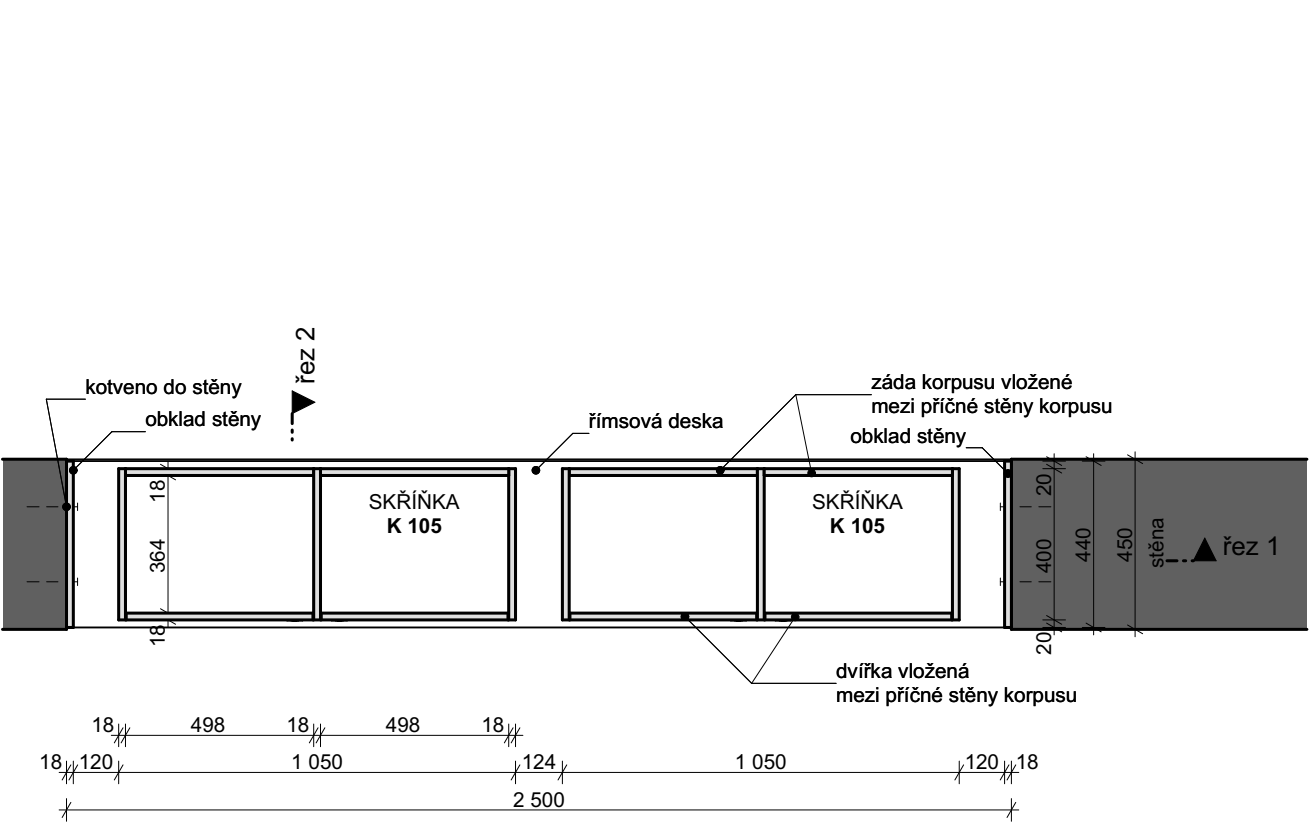 řez 2
kotveno do stěny
obklad stěny
římsová deska
záda korpusu vložené
mezi příčné stěny korpusu
obklad stěny
SKŘÍŇKA
K 105
SKŘÍŇKA
K 105
18
364
18
20
400
20
440
450
stěna
řez 1
dvířka vložená
mezi příčné stěny korpusu
18 498 18 498 18
18 120 1 050 124 1 050 120 18
2 500